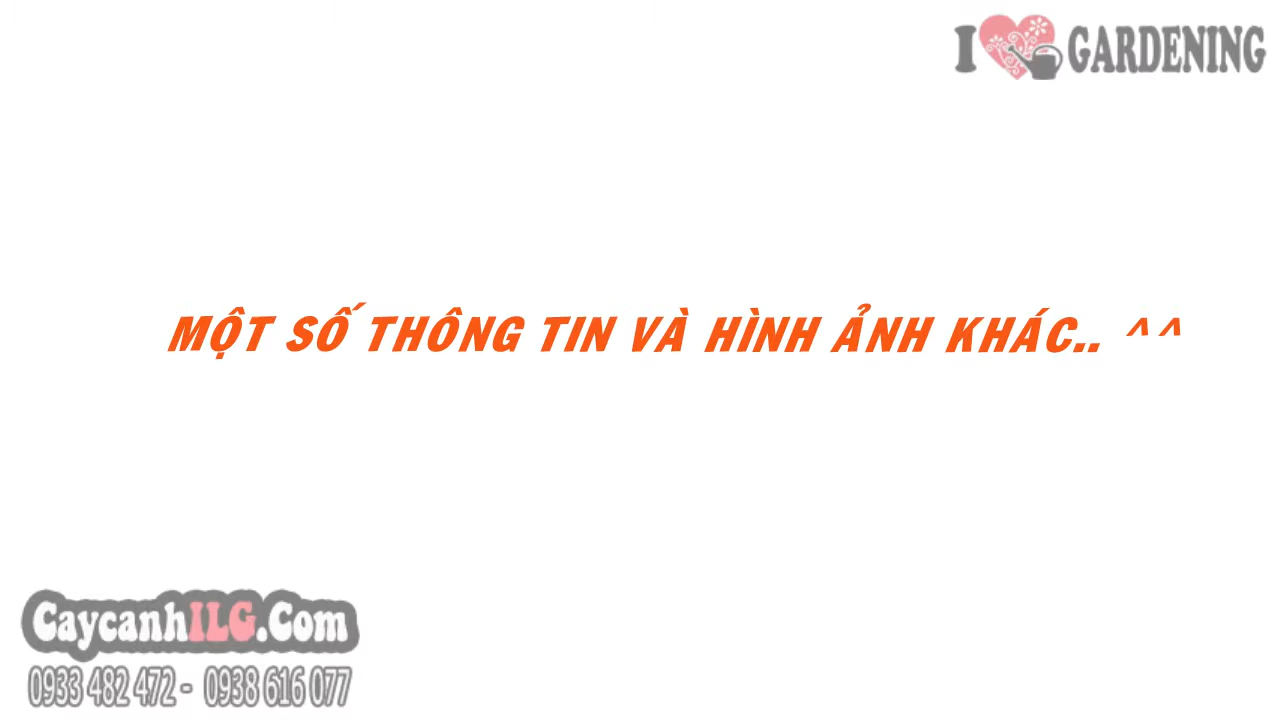 I GARDENING
MỘT SỐ THÔNG TIN VÀ HÌNH ẢNH KHÁC.. ^^
CaycanhILG.Com
0933 482 472 - 0938 616 077